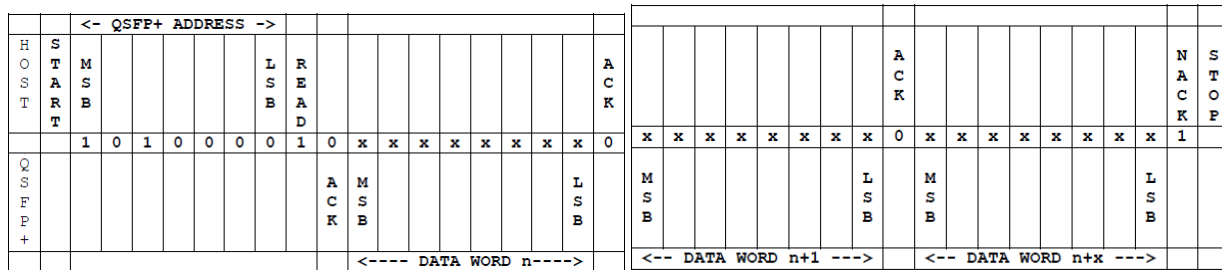 <- QSFP+ ADDRESS ->
HOST START MSB LSB READ ACK
1 0 1 0 0 0 0 1 0 x x x x x x x x 0
QSFP+ ACK MSB LSB
<---- DATA WORD n---->
ACK NACK STOP
x x x x x x x x 0 x x x x x x x x 1
MSB LSB MSB LSB
<-- DATA WORD n+1 ---> <-- DATA WORD n+x --->